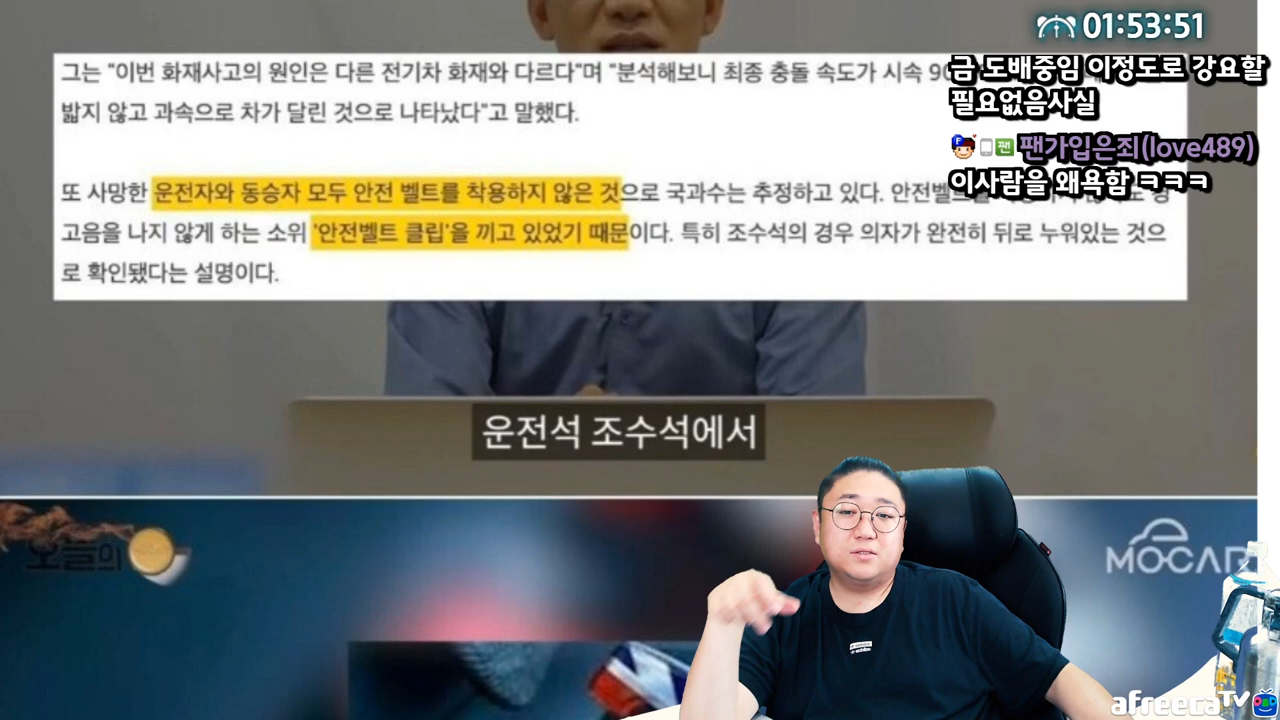 01:53:51
그는 "이번 화재사고의 원인은 다른 전기차 화재와 다르다"며 "분석해보니 최종 충돌 속도가 시속 90
밟지 않고 과속으로 차가 달린 것으로 나타났다"고 말했다.
또 사망한 운전자와 동승자 모두 안전 벨트를 착용하지 않은 것으로 국과수는 추정하고 있다.
고음을 나지 않게 하는 소위 '안전벨트 클립'을 끼고 있었기 때문이다. 특히 조수석의 경우 의자가 완전히 뒤로 누워있는 것으
로 확인됐다는 설명이다.
금 도배중임 이정도로 강요할
필요없음사실
팬 팬가입은죄(love489)
이사람을 왜욕함 ㅋㅋㅋ
운전석 조수석에서
오늘의
MOCAR
afreecaTV